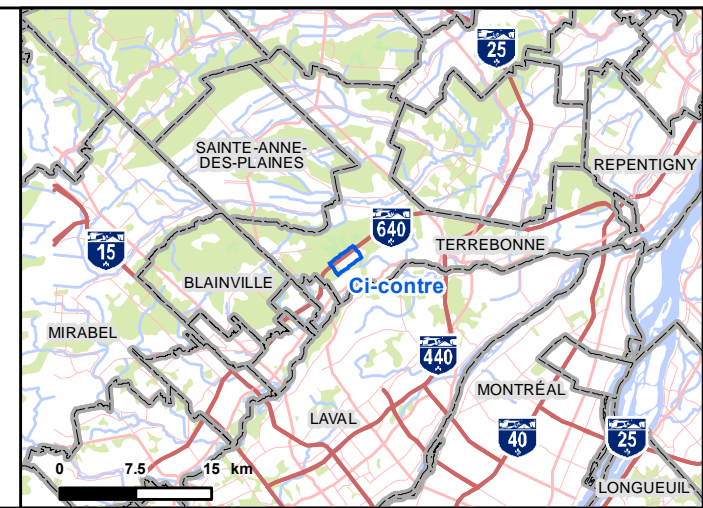 25
SAINTE-ANNE-
DES-PLAINES
REPENTIGNY
640
15
TERREBONNE
BLAINVILLE
Ci-contre
MIRABEL
440
MONTRÉAL
LAVAL
40
25
0 7.5 15 km
LONGUEUIL